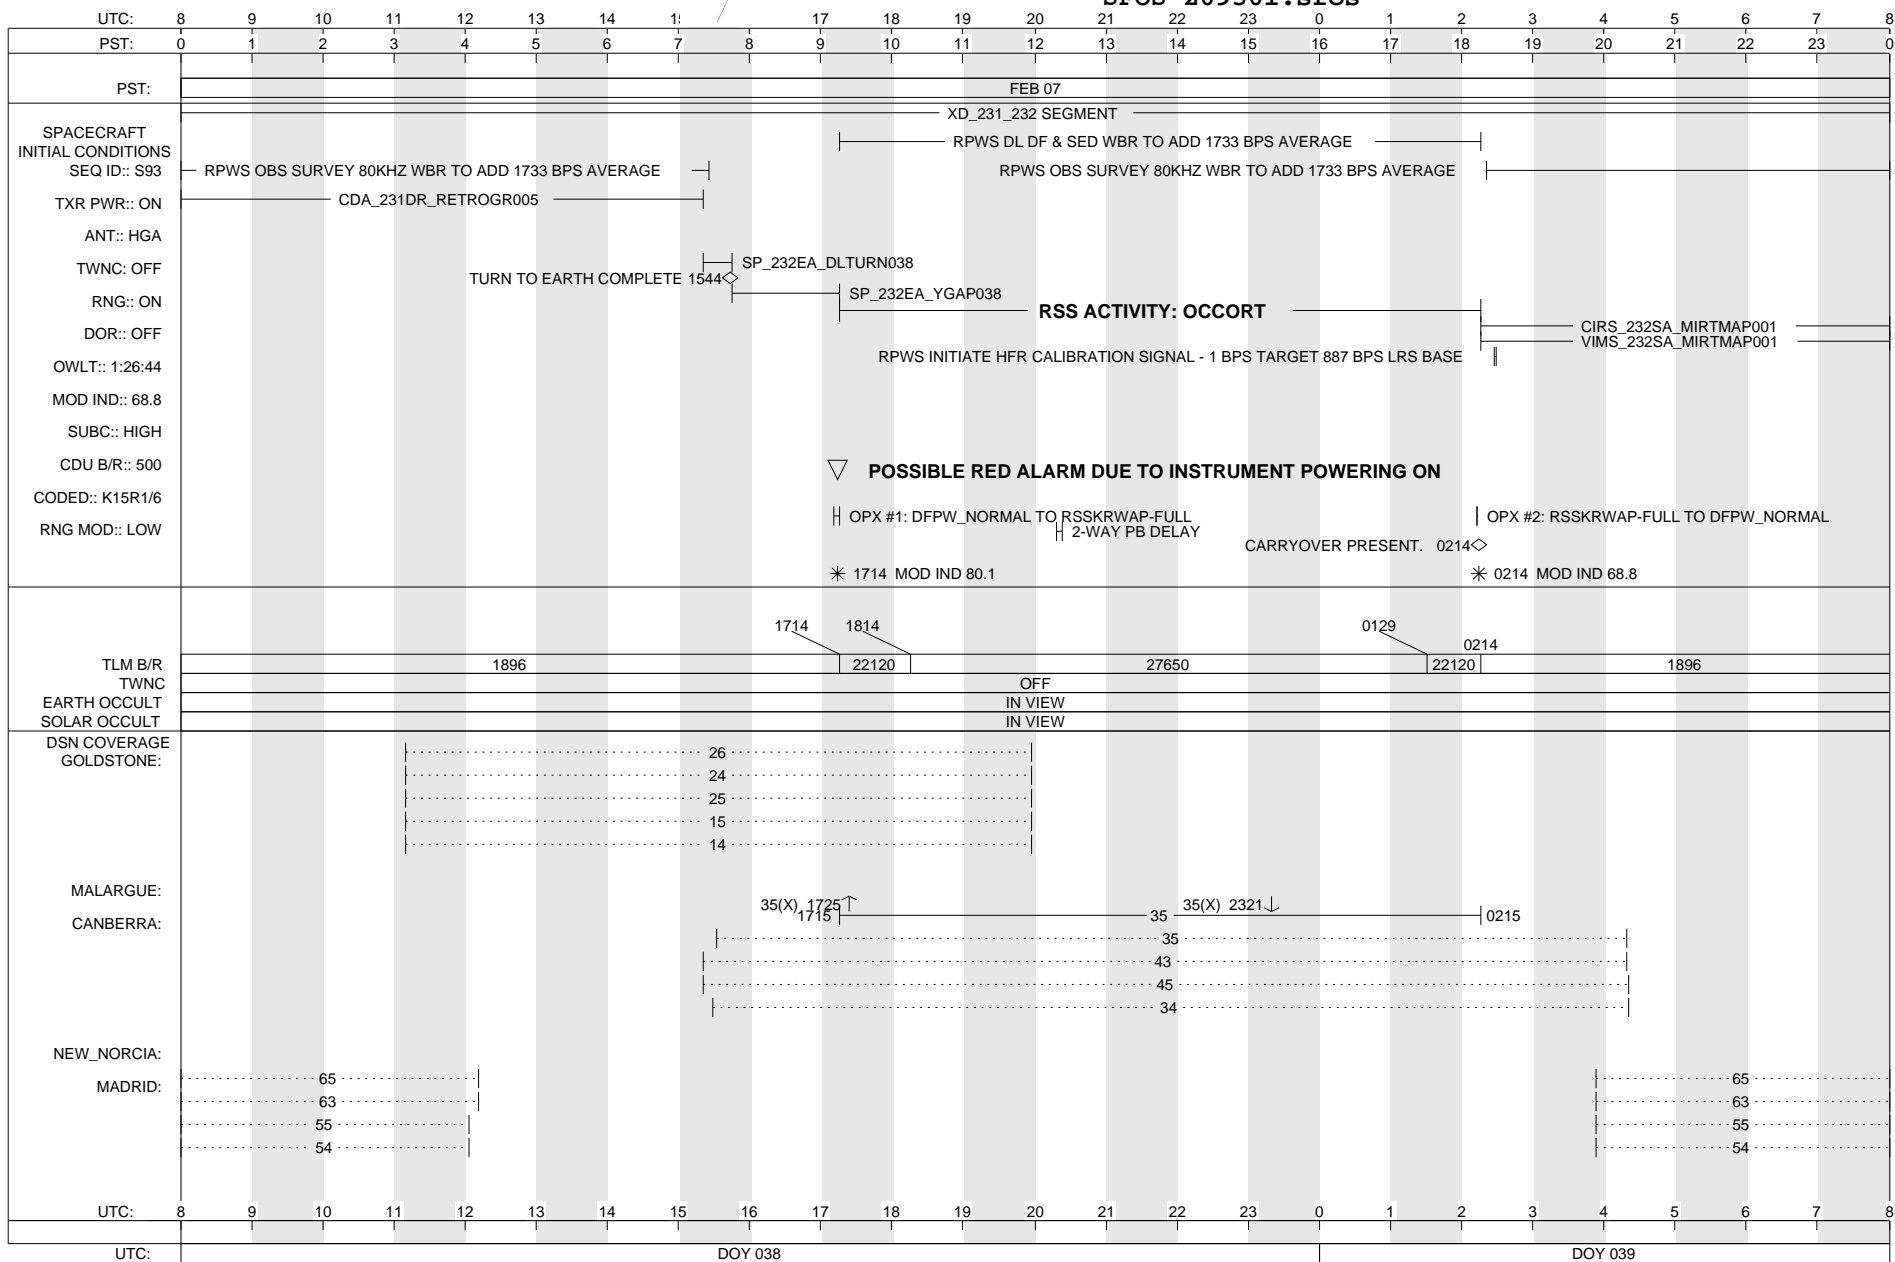 SFOS 20930I.sfos
UTC: 8 9 10 11 12 13 14 15 17 18 19 20 21 22 23 0 1 2 3 4 5 6 7 8
PST: 0 1 2 3 4 5 6 7 8 9 10 11 12 13 14 15 16 17 18 19 20 21 22 23 0
PST: FEB 07
XD_231_232 SEGMENT
SPACECRAFT
INITIAL CONDITIONS
RPWS DL DF & SED WBR TO ADD 1733 BPS AVERAGE
SEQ ID:: S93 RPWS OBS SURVEY 80KHZ WBR TO ADD 1733 BPS AVERAGE RPWS OBS SURVEY 80KHZ WBR TO ADD 1733 BPS AVERAGE
TXR PWR:: ON CDA_231DR_RETROGR005
ANT:: HGA
TWNC: OFF SP_232EA_DLTURN038
TURN TO EARTH COMPLETE 1544
RNG:: ON SP_232EA_YGAP038
RSS ACTIVITY: OCCORT
DOR:: OFF CIRS_232SA_MIRTMAP001
VIMS_232SA_MIRTMAP001
RPWS INITIATE HFR CALIBRATION SIGNAL - 1 BPS TARGET 887 BPS LRS BASE
OWLT:: 1:26:44
MOD IND:: 68.8
SUBC:: HIGH
CDU B/R:: 500 POSSIBLE RED ALARM DUE TO INSTRUMENT POWERING ON
CODED:: K15R1/6
OPX #1: DFPW_NORMAL TO RSSKRWAP-FULL OPX #2: RSSKRWAP-FULL TO DFPW_NORMAL
RNG MOD:: LOW 2-WAY PB DELAY
CARRYOVER PRESENT. 0214
1714 MOD IND 80.1 0214 MOD IND 68.8
1714 1814 0129
0214
TLM B/R 1896 22120 27650 22120 1896
TWNC OFF
EARTH OCCULT IN VIEW
SOLAR OCCULT IN VIEW
DSN COVERAGE
GOLDSTONE: 26
24
25
15
14
MALARGUE:
35(X) 1725 35(X) 2321
1715 35 0215
CANBERRA:
35
43
45
34
NEW_NORCIA:
65 65
MADRID:
63 63
55 55
54 54
UTC: 8 9 10 11 12 13 14 15 16 17 18 19 20 21 22 23 0 1 2 3 4 5 6 7 8
UTC: DOY 038 DOY 039